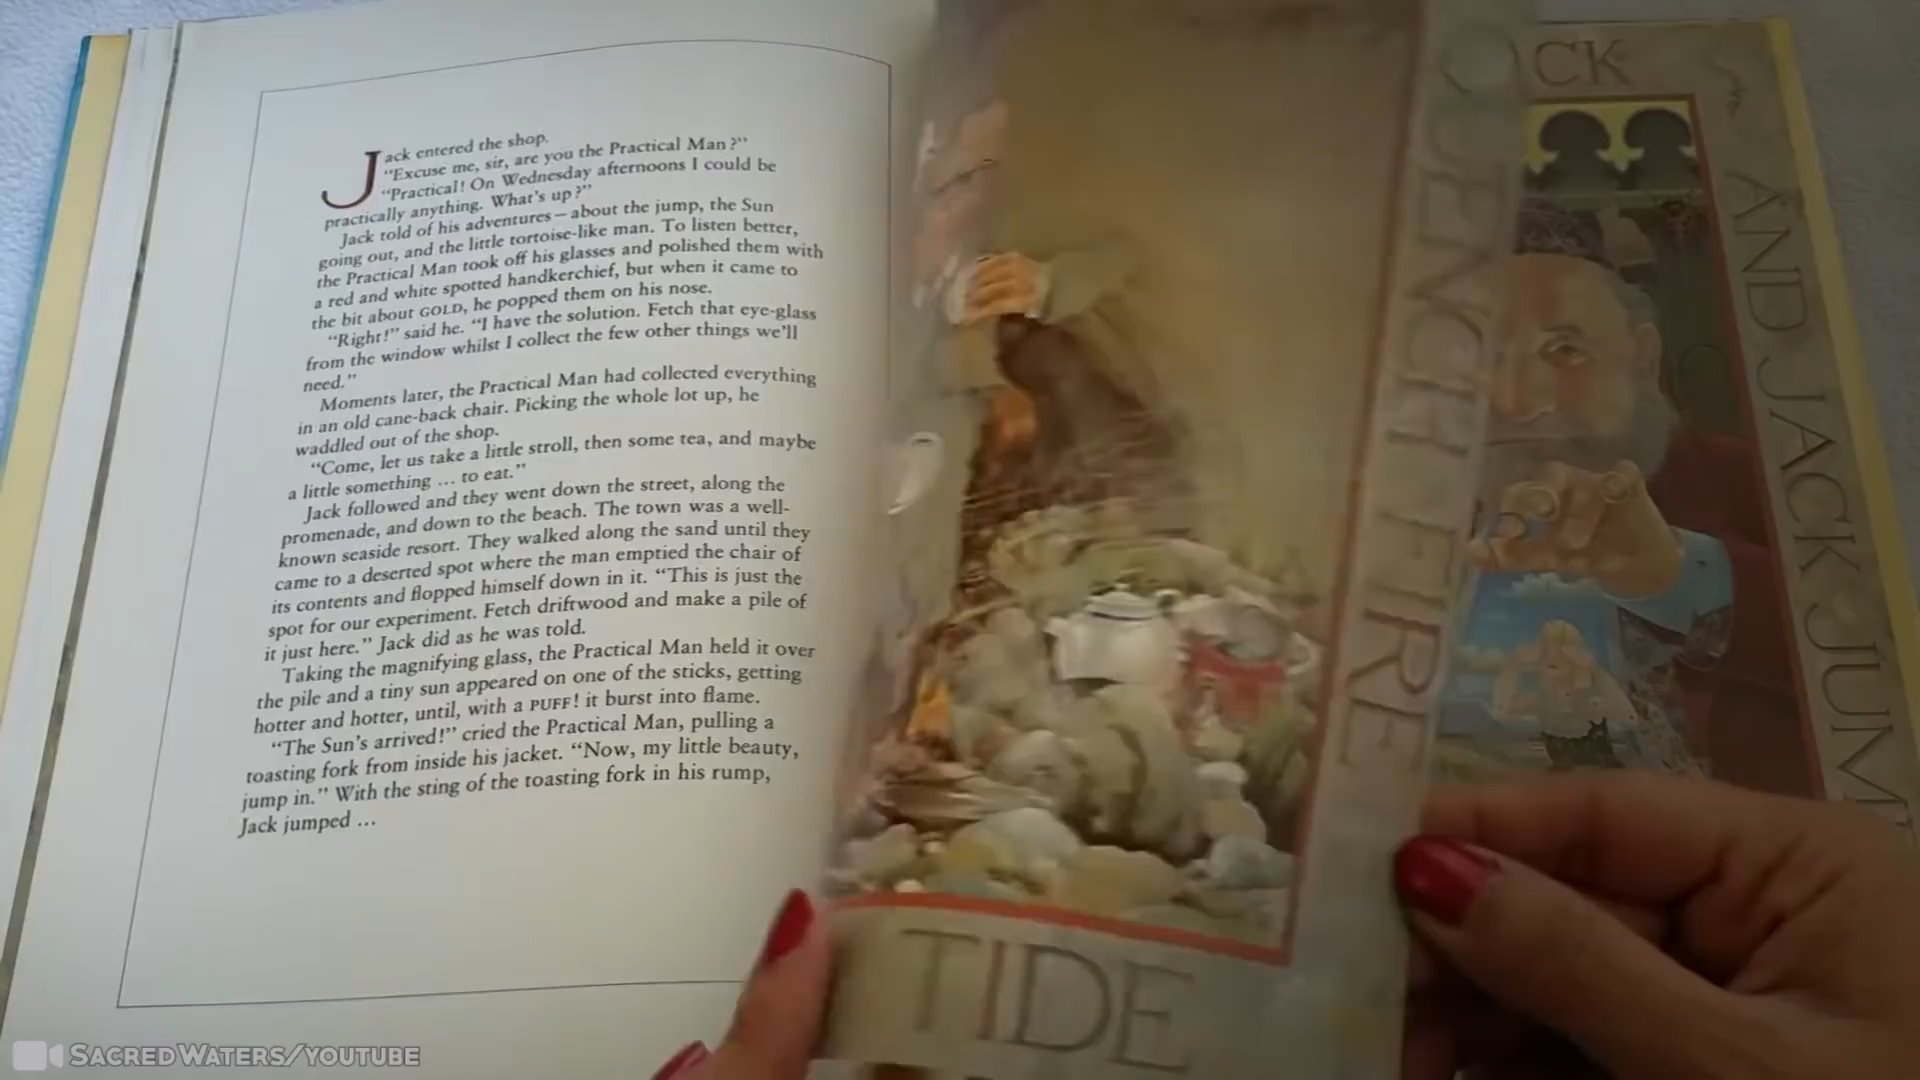 Jack entered the shop.
“Excuse me, sir, are you the Practical Man?”
“Practical! On Wednesday afternoons I could be
practically anything. What’s up?”
Jack told of his adventures – about the jump, the Sun
going out, and the little tortoise-like man. To listen better,
the Practical Man took off his glasses and polished them with
a red and white spotted handkerchief, but when it came to
the bit about GOLD, he popped them on his nose.
“Right!” said he. “I have the solution. Fetch that eye-glass
from the window whilst I collect the few other things we’ll
need.”
Moments later, the Practical Man had collected everything
in an old cane-back chair. Picking the whole lot up, he
waddled out of the shop.
“Come, let us take a little stroll, then some tea, and maybe
a little something ... to eat.”
Jack followed and they went down the street, along the
promenade, and down to the beach. The town was a well-
known seaside resort. They walked along the sand until they
came to a deserted spot where the man emptied the chair of
its contents and flopped himself down in it. “This is just the
spot for our experiment. Fetch driftwood and make a pile of
it just here.” Jack did as he was told.
Taking the magnifying glass, the Practical Man held it over
the pile and a tiny sun appeared on one of the sticks, getting
hotter and hotter, until, with a PUFF! it burst into flame.
“The Sun’s arrived!” cried the Practical Man, pulling a
toasting fork from inside his jacket. “Now, my little beauty,
jump in.” With the sting of the toasting fork in his rump,
Jack jumped ...
QUENCH FIRE
TIDE
CK
AND JACK JUM
SACREDWATERS/YOUTUBE